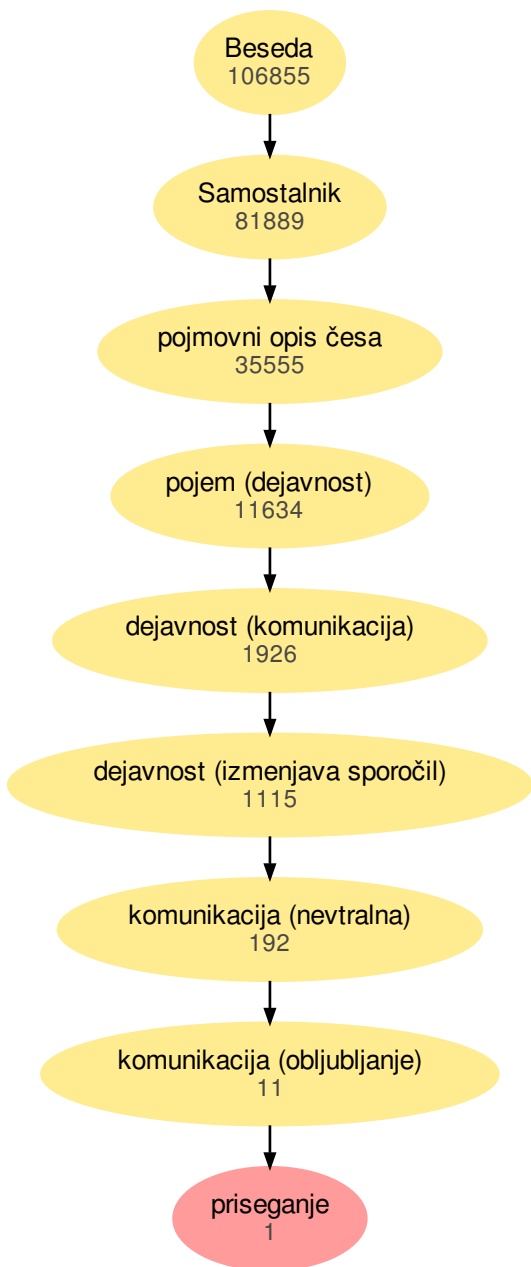 Beseda
106855
Samostalnik
81889
pojmovni opis česa
35555
pojem (dejavnost)
11634
dejavnost (komunikacija)
1926
dejavnost (izmenjava sporočil)
1115
komunikacija (nevtralna)
192
komunikacija (obljubljanje)
11
priseganje
1